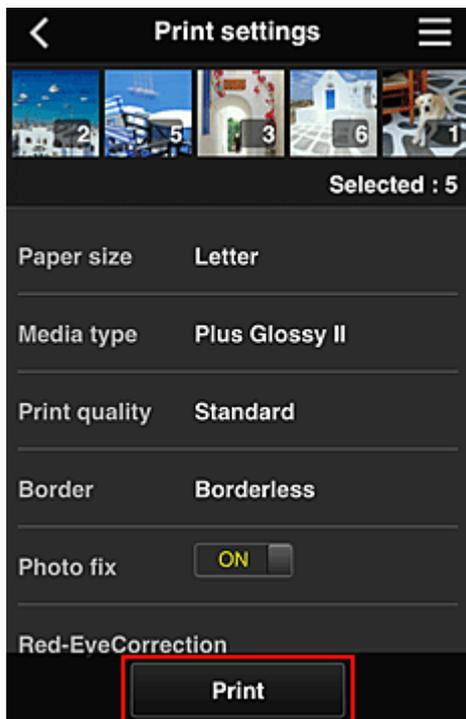 Print settings
2 5 3 6 1
Selected : 5
Paper size Letter
Media type Plus Glossy II
Print quality Standard
Border Borderless
Photo fix ON
Red-EyeCorrection
Print